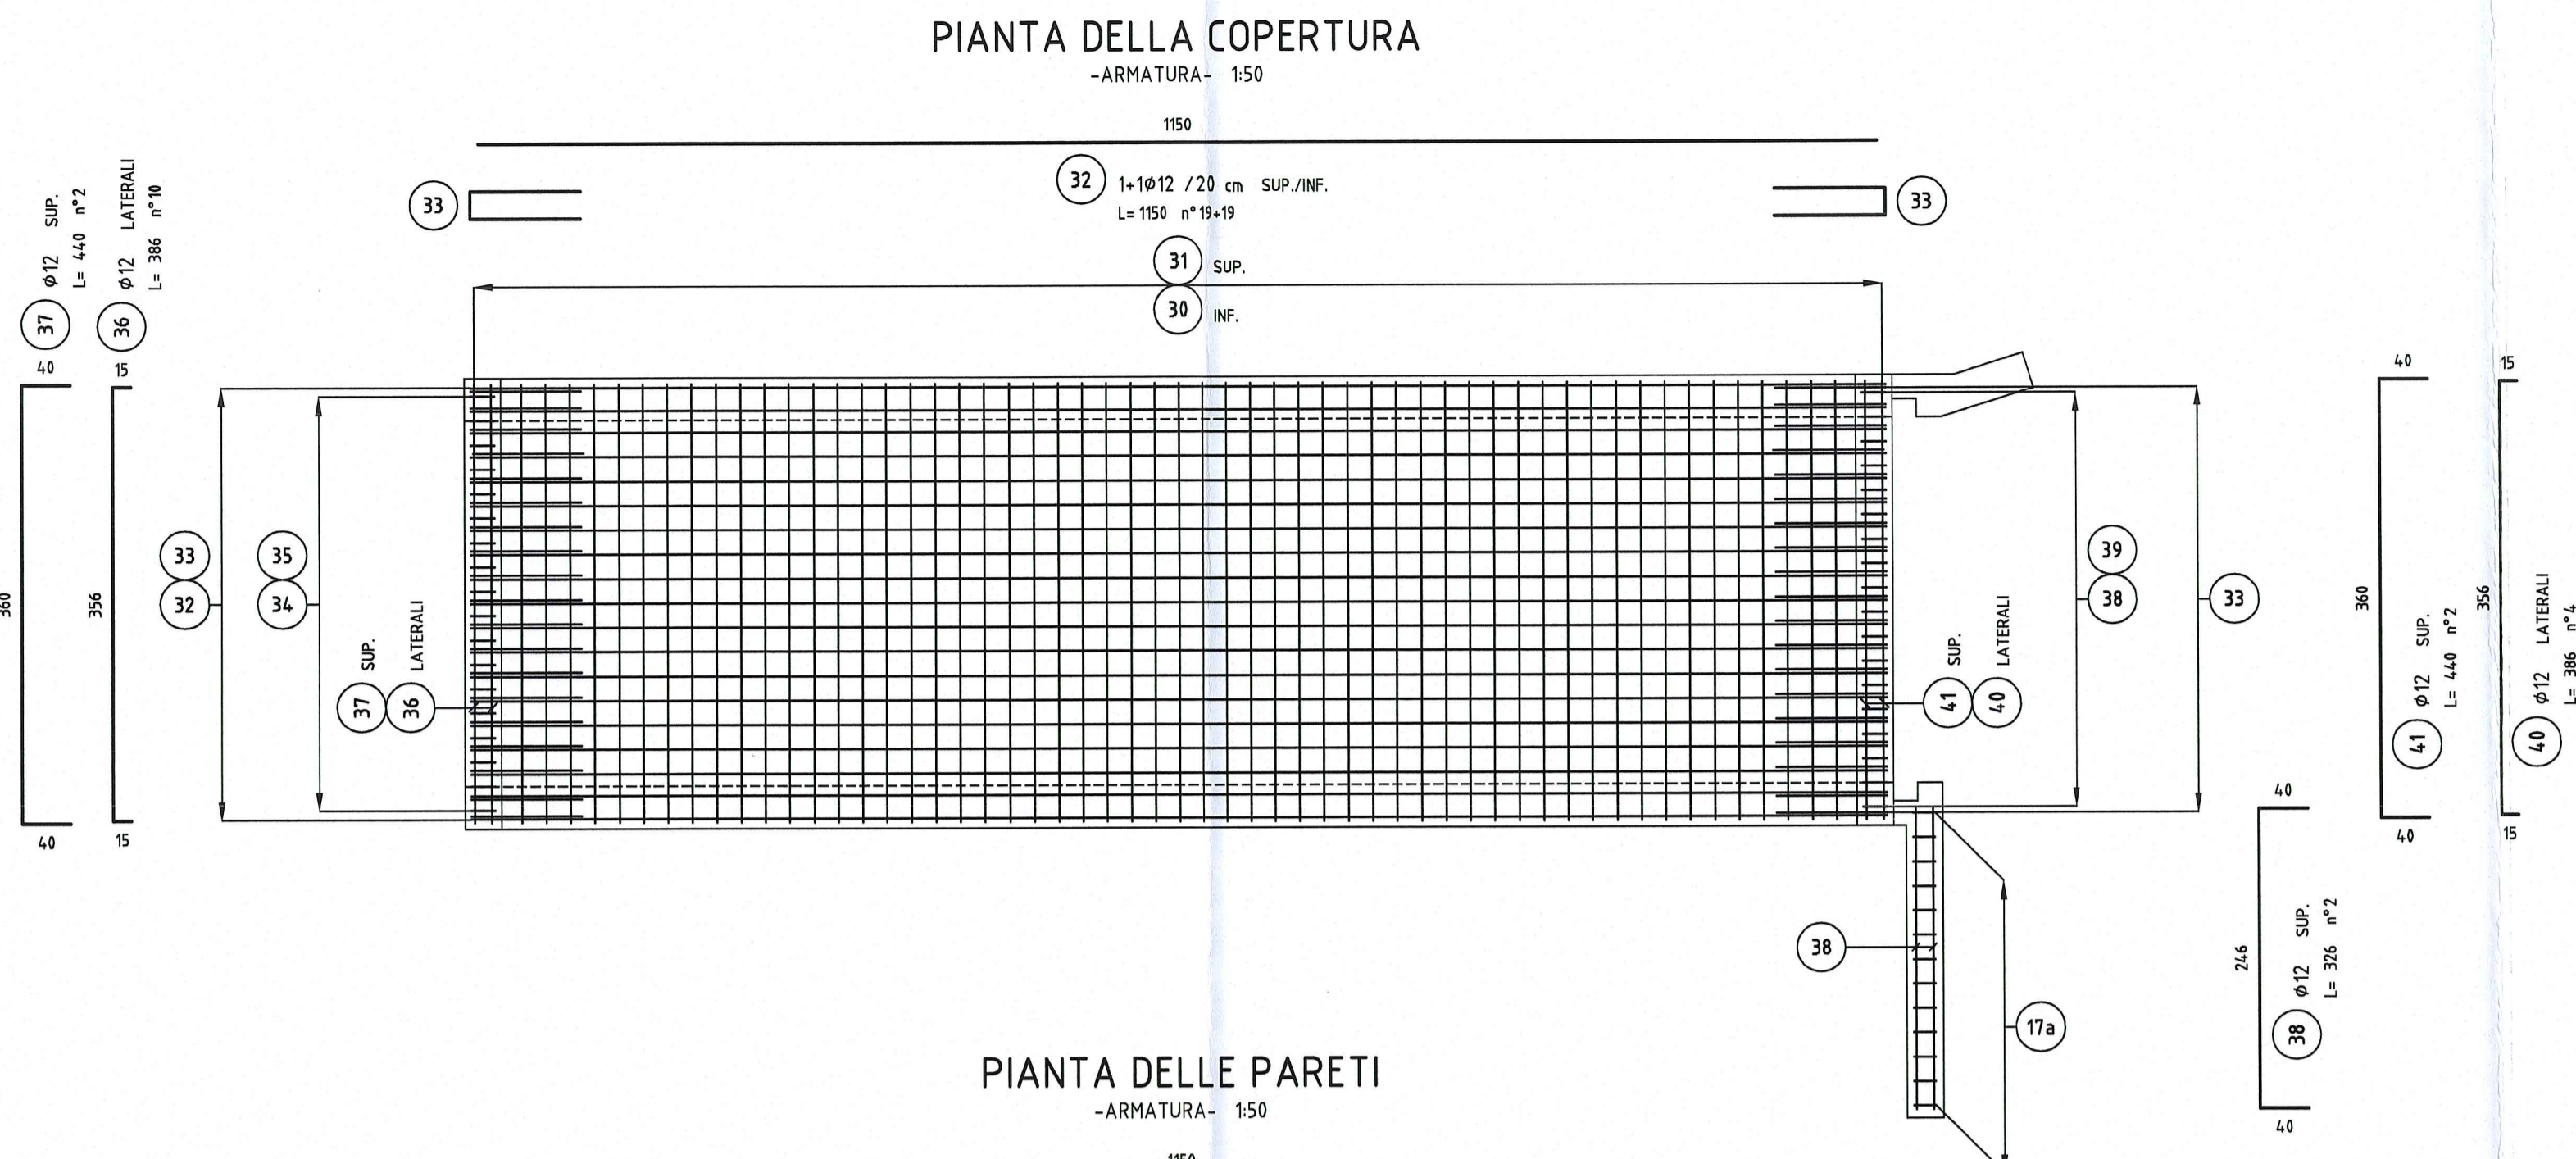 PIANTA DELLA COPERTURA
-ARMATURA- 1:50
1150
32
1+1Ø12 /20 cm SUP./INF.
L= 1150 n° 19+19
33
33
31 SUP.
30 INF.
37
Ø12 SUP.
L= 440 n°2
36
Ø12 LATERALI
L= 386 n°10
40
15
360
356
40
15
33
32
35
34
37 SUP.
36 LATERALI
41 SUP.
40 LATERALI
39
38
33
40
15
360
356
41
Ø12 SUP.
L= 440 n°2
40
Ø12 LATERALI
L= 386 n°4
40
15
38
17a
40
246
38
Ø12 SUP.
L= 326 n°2
40
PIANTA DELLE PARETI
-ARMATURA- 1:50
1150